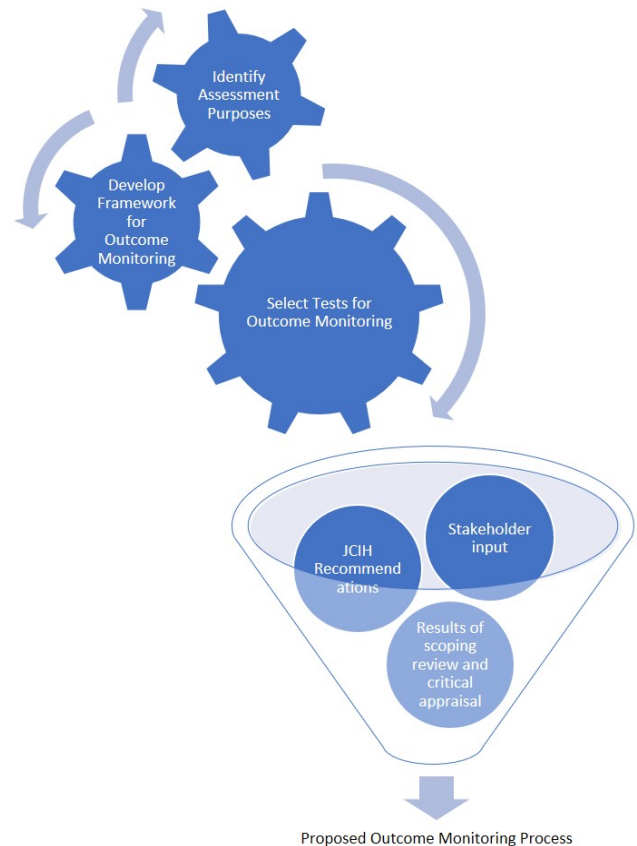 Identify
Assessment
Purposes
Develop
Framework
for
Outcome
Monitoring
Select Tests for
Outcome Monitoring
Stakeholder
input
JCIH
Recommend
ations
Results of
scoping
review and
critical
appraisal
Proposed Outcome Monitoring Process